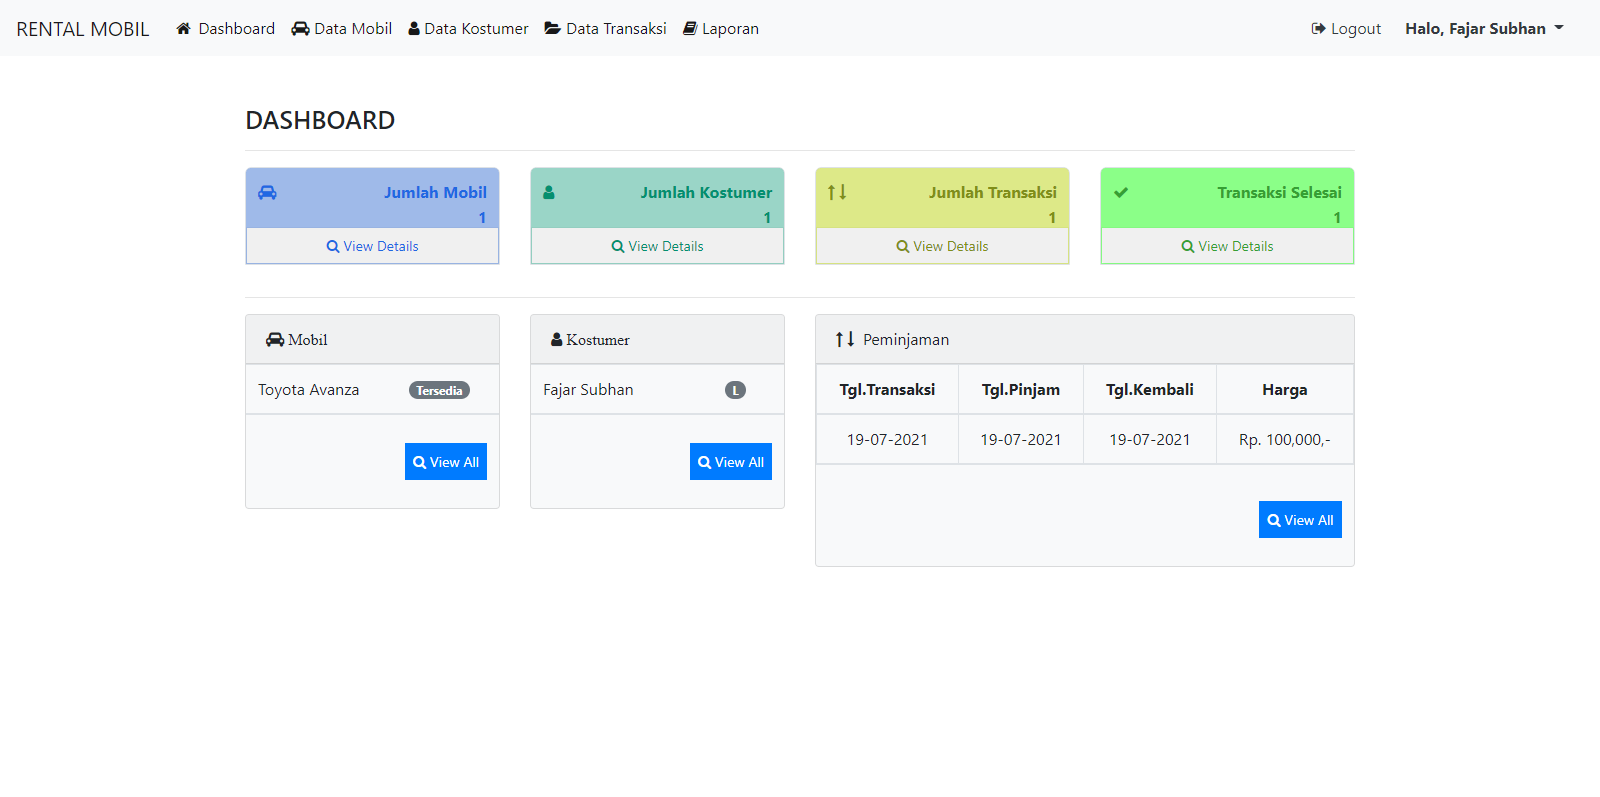 RENTAL MOBIL Dashboard Data Mobil Data Kostumer Data Transaksi Laporan Logout Halo, Fajar Subhan
DASHBOARD
Jumlah Mobil
1
View Details
Jumlah Kostumer
1
View Details
Jumlah Transaksi
1
View Details
Transaksi Selesai
1
View Details
Mobil
Toyota Avanza Tersedia
View All
Kostumer
Fajar Subhan L
View All
Peminjaman
Tgl.Transaksi Tgl.Pinjam Tgl.Kembali Harga
19-07-2021 19-07-2021 19-07-2021 Rp. 100,000,-
View All